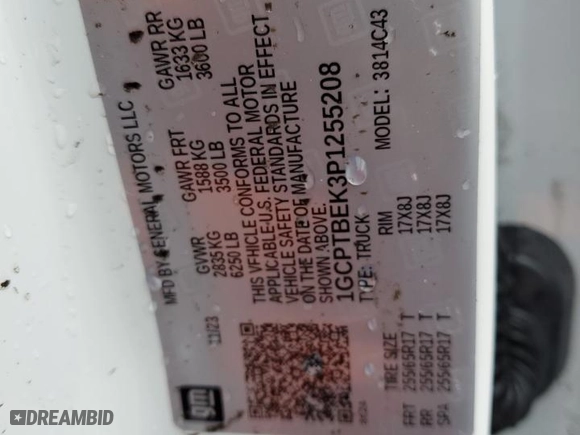 MFD BY GENERAL MOTORS LLC
11/23
GVWR GAWR FRT GAWR RR
2835 KG 1588 KG 1633 KG
6250 LB 3500 LB 3600 LB
THIS VEHICLE CONFORMS TO ALL
APPLICABLE U.S. FEDERAL MOTOR
VEHICLE SAFETY STANDARDS IN EFFECT
ON THE DATE OF MANUFACTURE
SHOWN ABOVE.
1GCPTBEK3P1255208
TYPE: TRUCK 3814C43
TIRE SIZE RIM
FRT 255/65R17 T 17X8J
RR 255/65R17 T 17X8J
SPA 255/65R17 T 17X8J
gm
DREAMBID